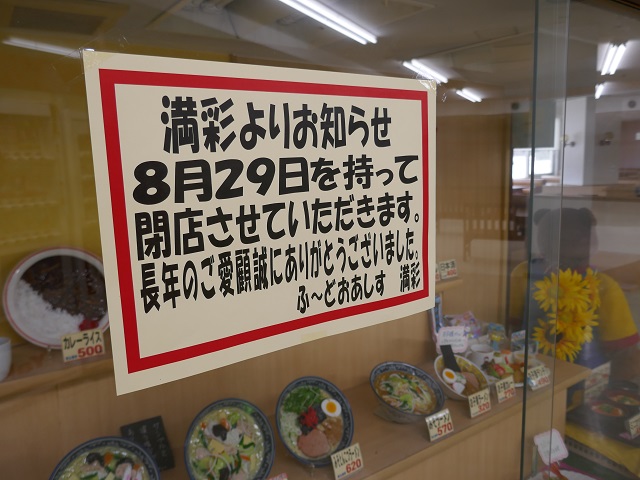 満彩よりお知らせ
8月29日を持って
閉店させていただきます。
長年のご愛顧誠にありがとうございました。
ふ～どおあしす 満彩
カレーライス
500
620
570